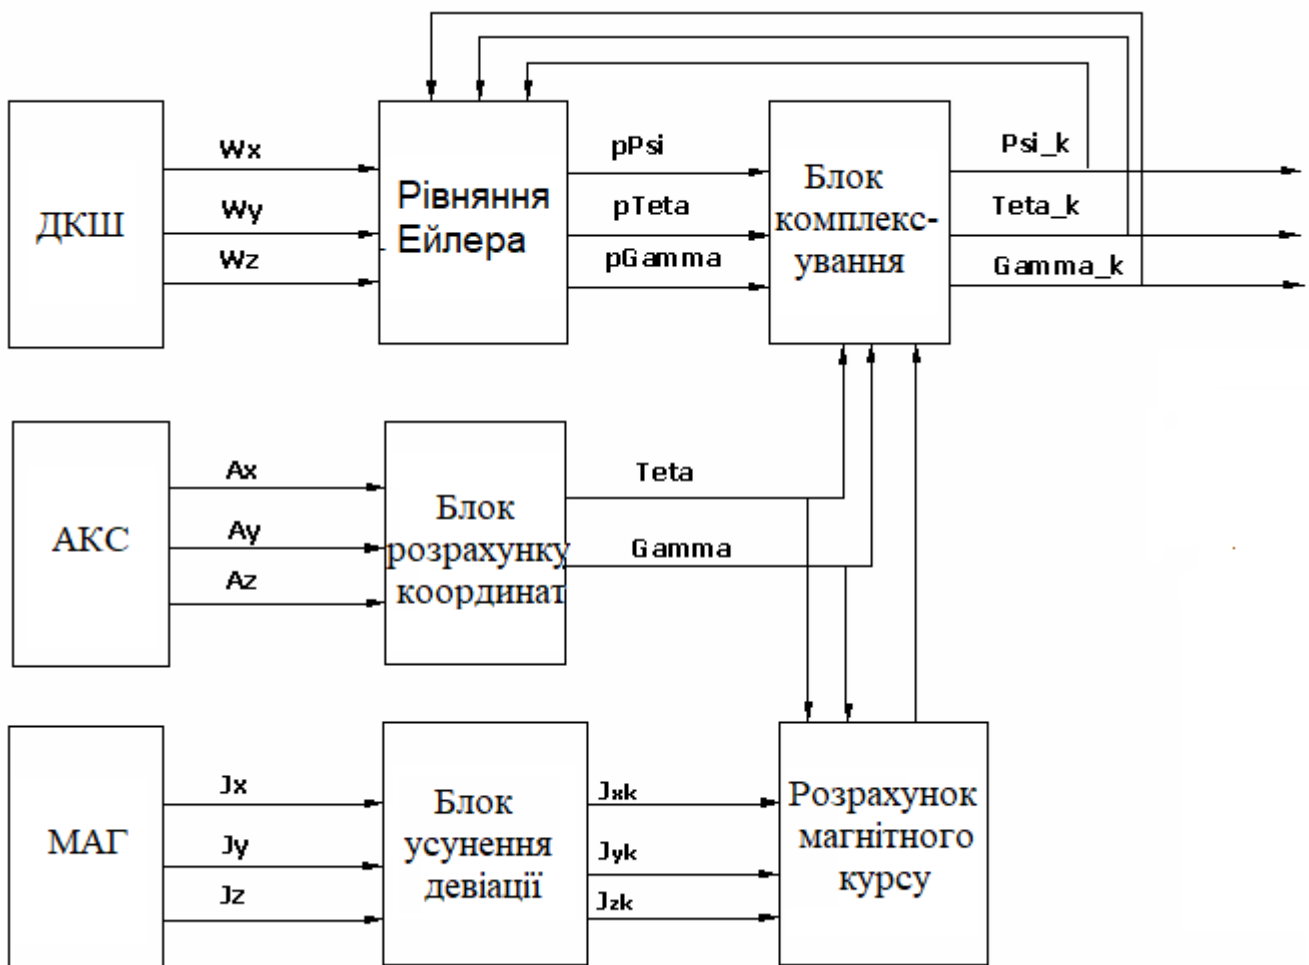 ДКШ
Wx
Wy
Wz
Рівняння
Ейлера
pPsi
pTeta
pGamma
Блок
комплекс-
ування
Psi_k
Teta_k
Gamma_k
АКС
Ax
Ay
Az
Блок
розрахунку
координат
Teta
Gamma
МАГ
Jx
Jy
Jz
Блок
усунення
девіації
Jxk
Jyk
Jzk
Розрахунок
магнітного
курсу